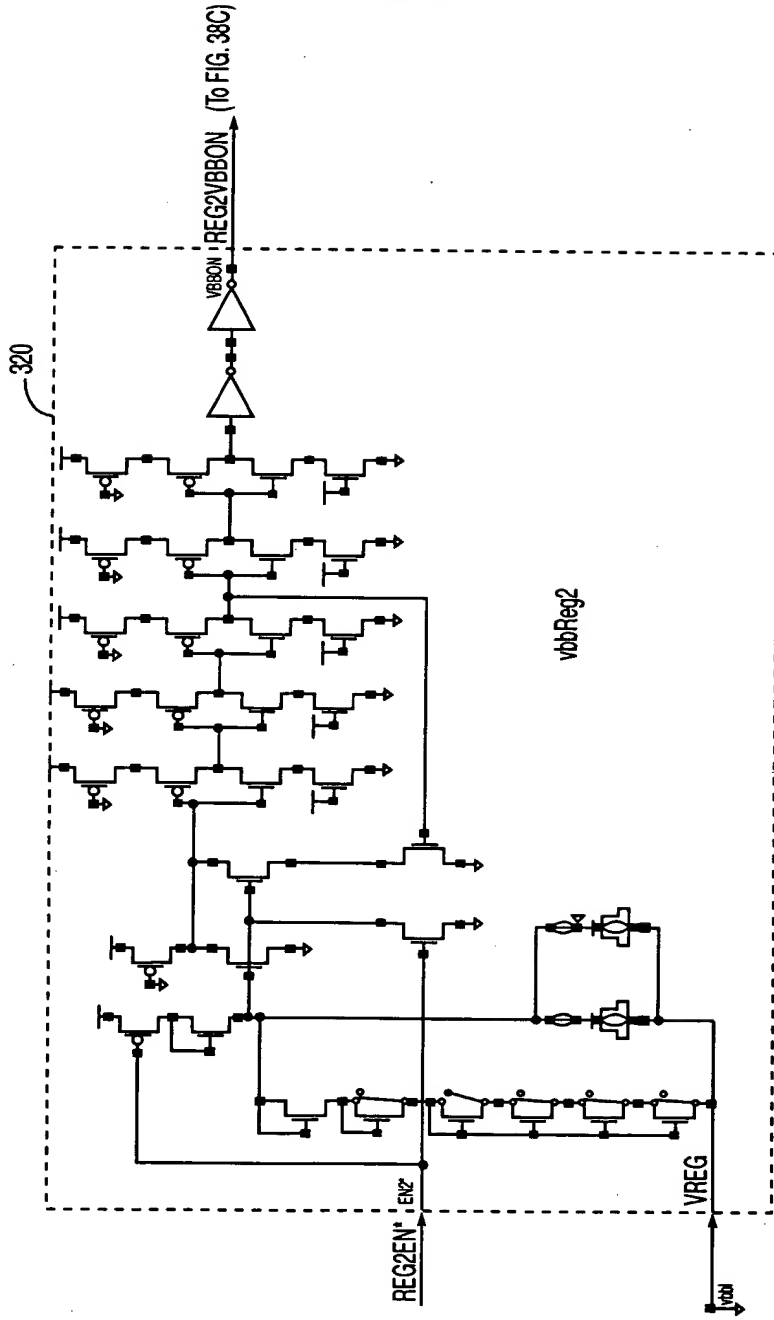 320
VBBON
REG2VBBON (To FIG. 38C)
vbbReg2
EN2*
REG2EN*
VREG
vbbl